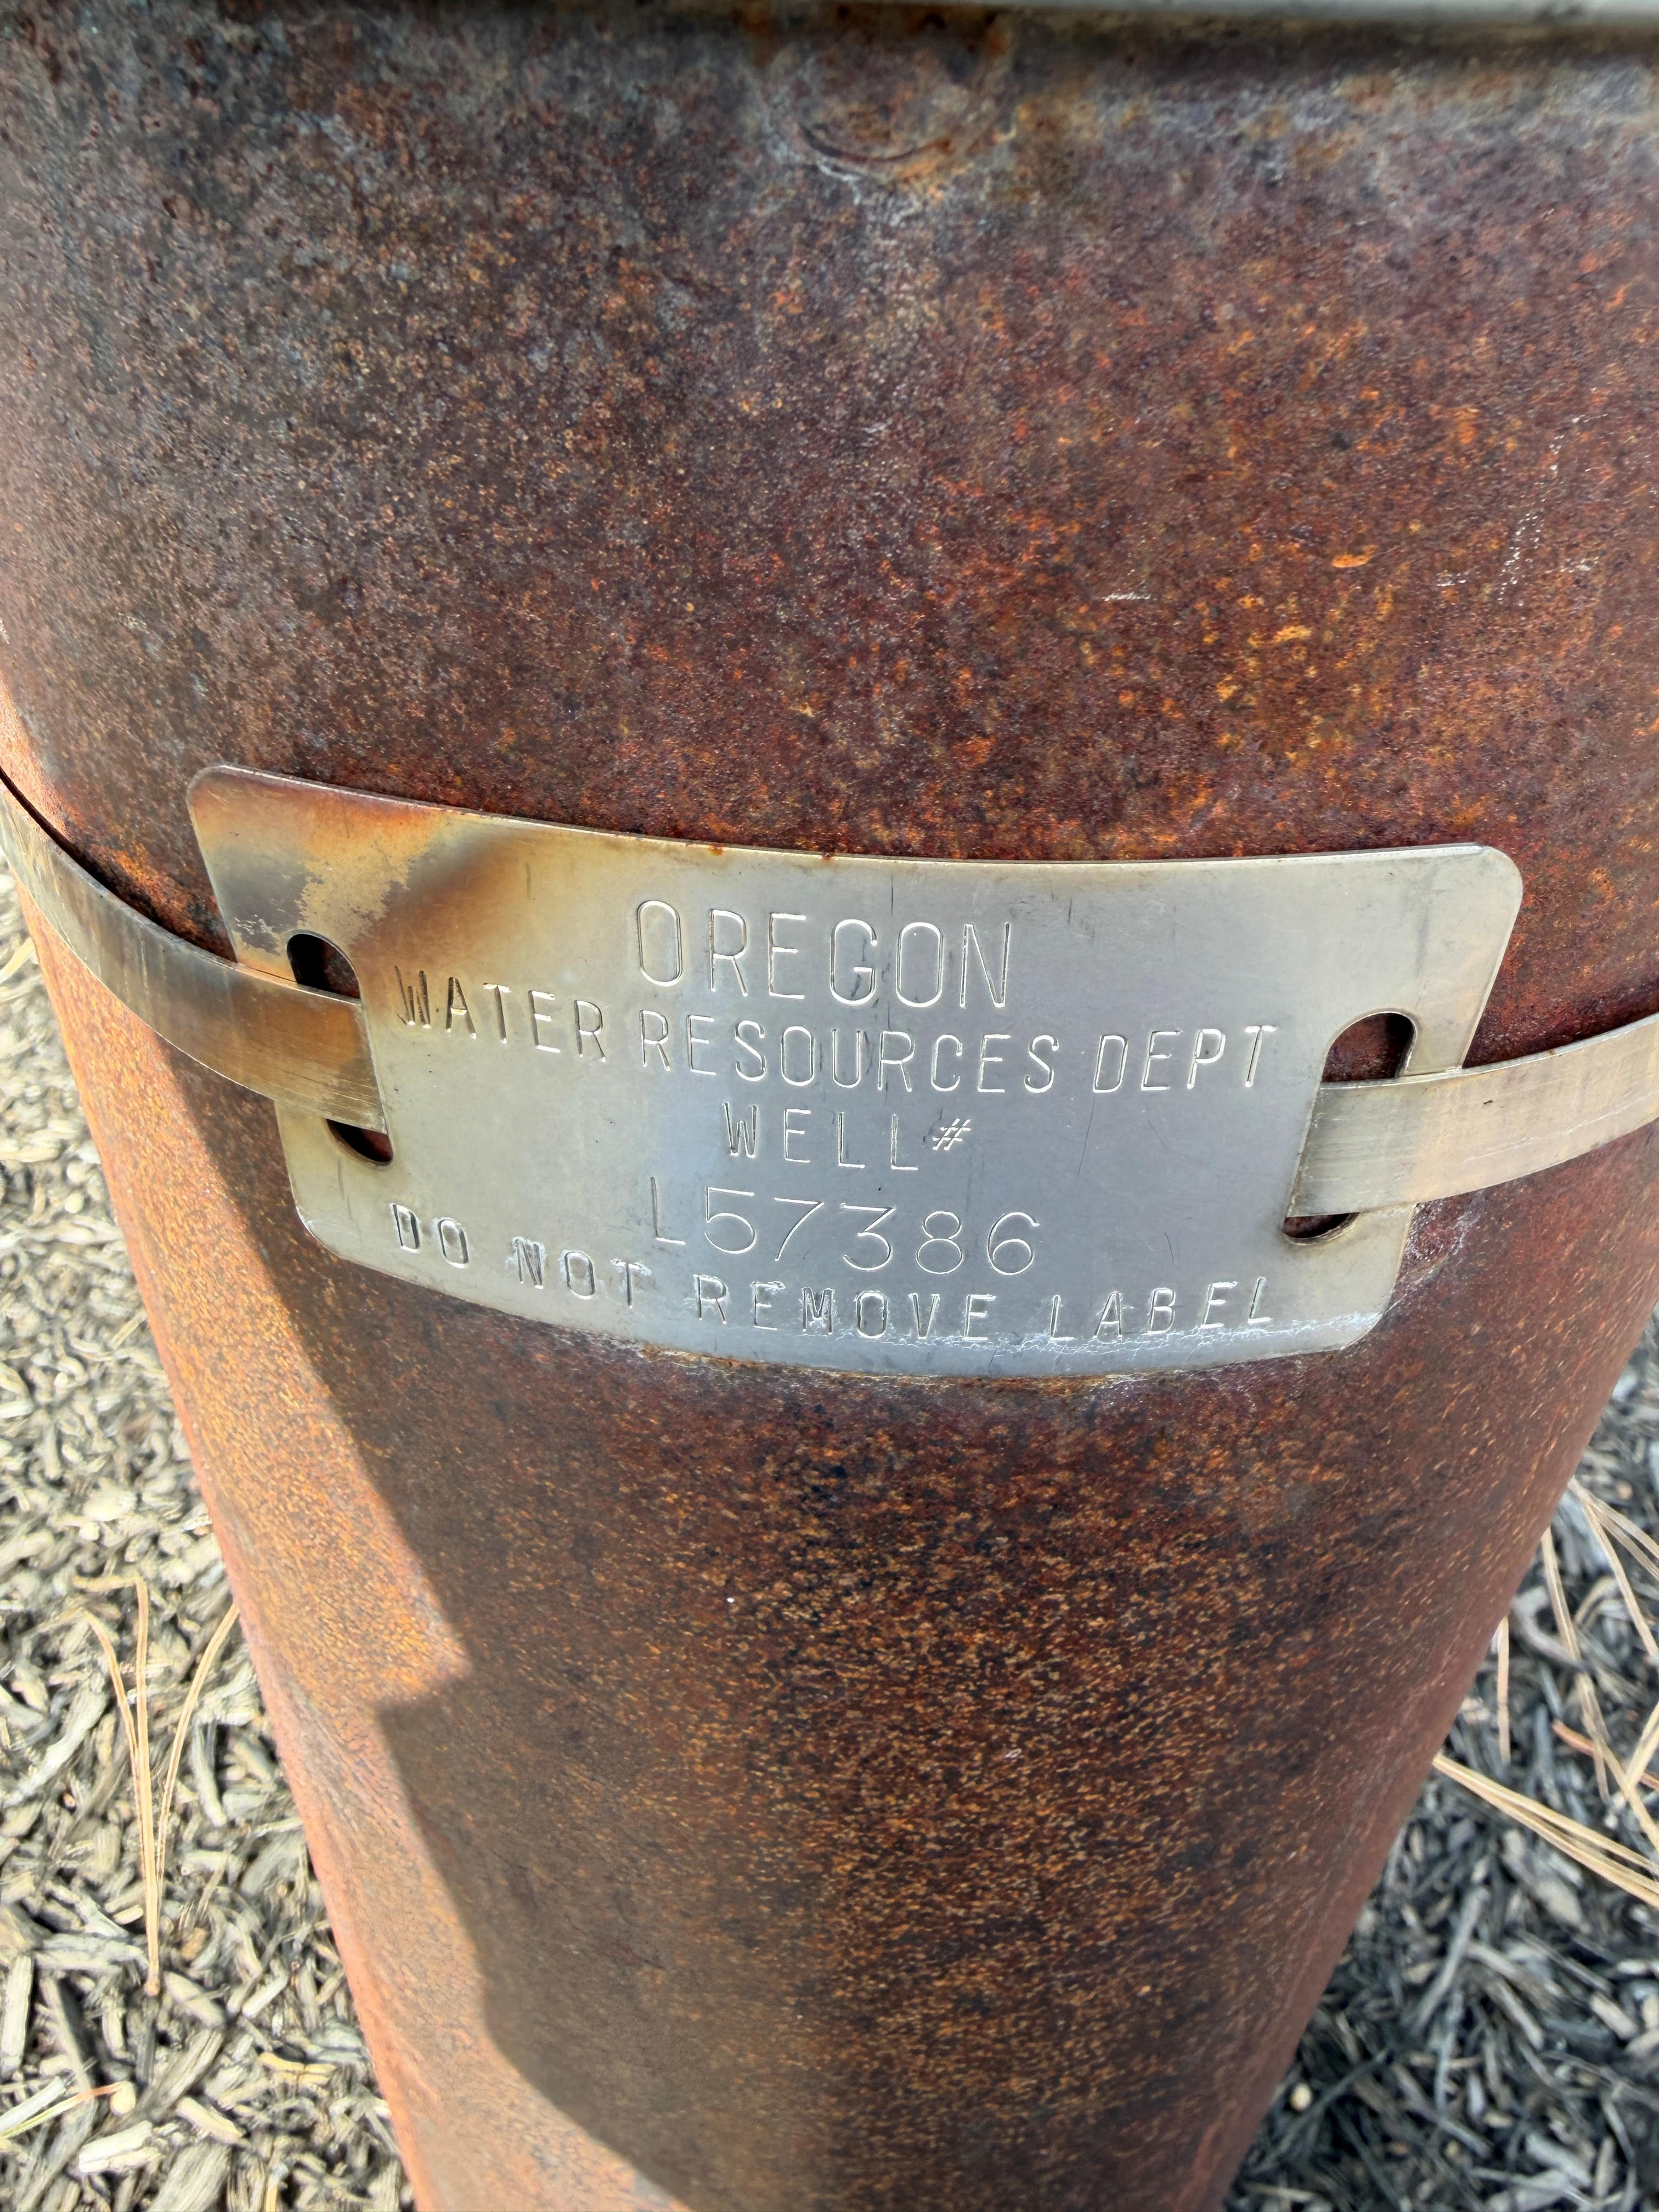 OREGON
WATER RESOURCES DEPT
WELL#
L57386
DO NOT REMOVE LABEL